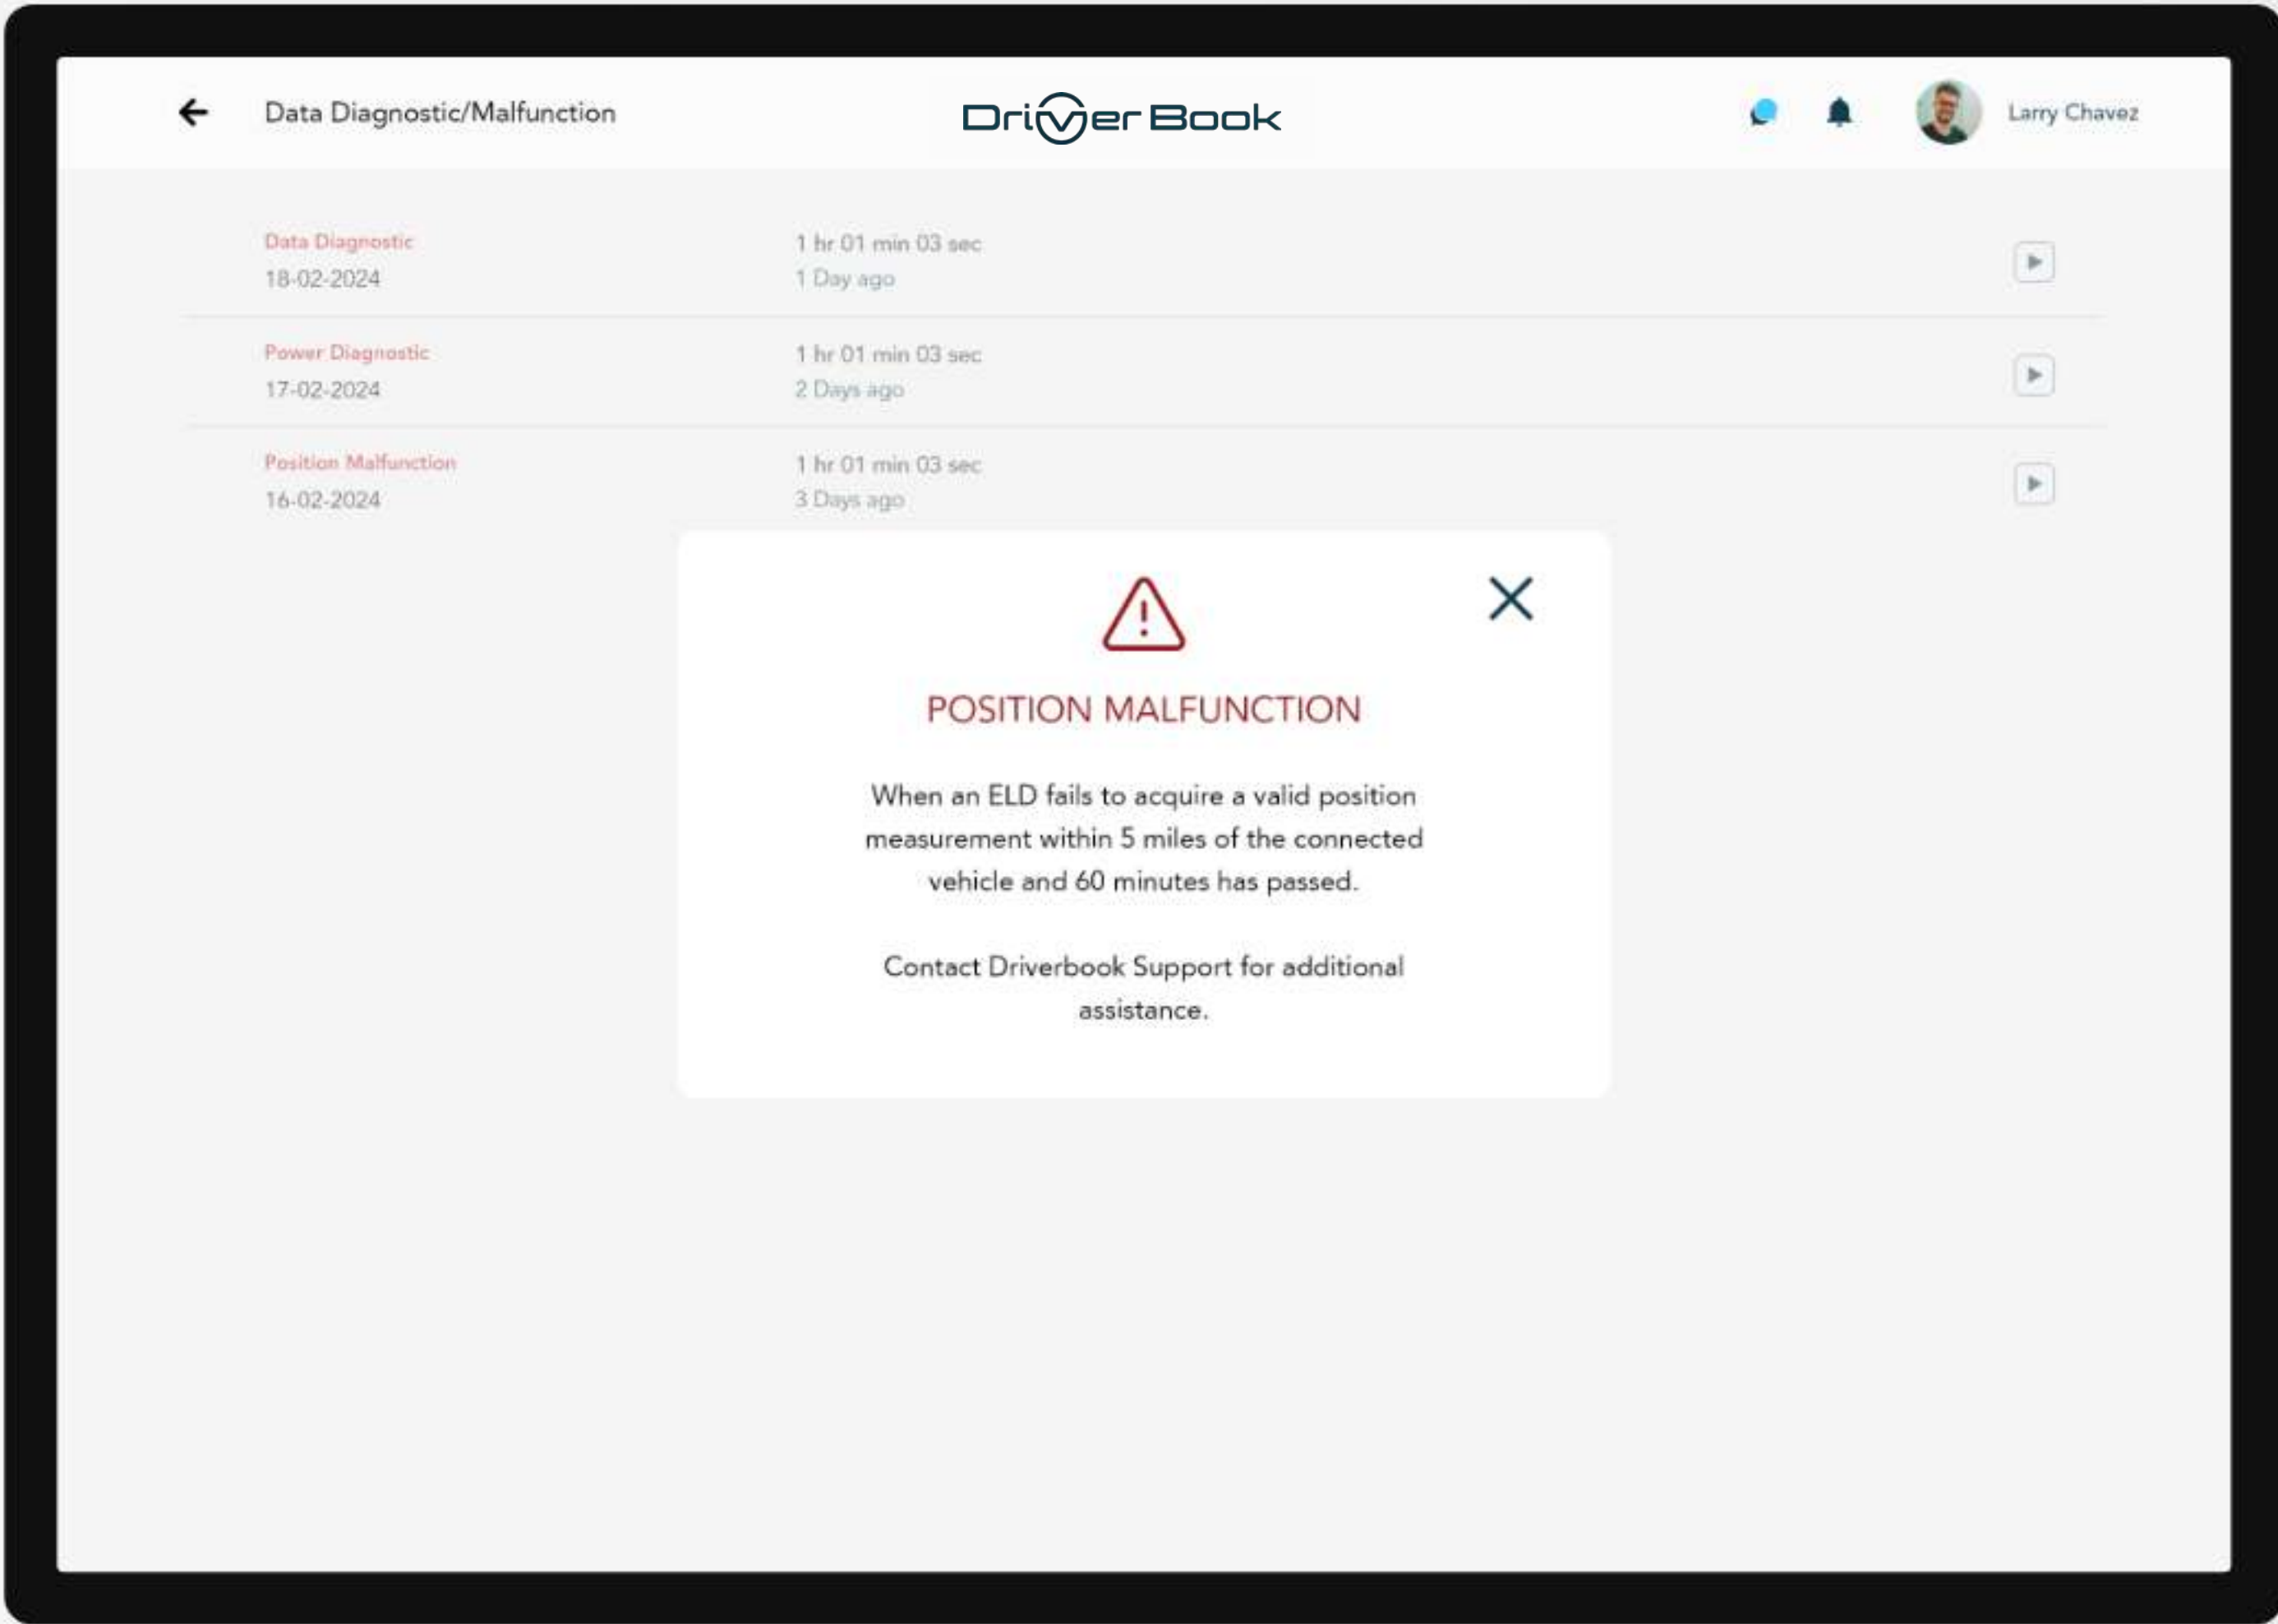 Data Diagnostic/Malfunction
Driver Book
Larry Chavez
Data Diagnostic
1 hr 01 min 03 sec
18-02-2024
1 Day ago
Power Diagnostic
1 hr 01 min 03 sec
17-02-2024
2 Days ago
Position Malfunction
1 hr 01 min 03 sec
16-02-2024
3 Days ago
POSITION MALFUNCTION
When an ELD fails to acquire a valid position
measurement within 5 miles of the connected
vehicle and 60 minutes has passed.
Contact Driverbook Support for additional
assistance.